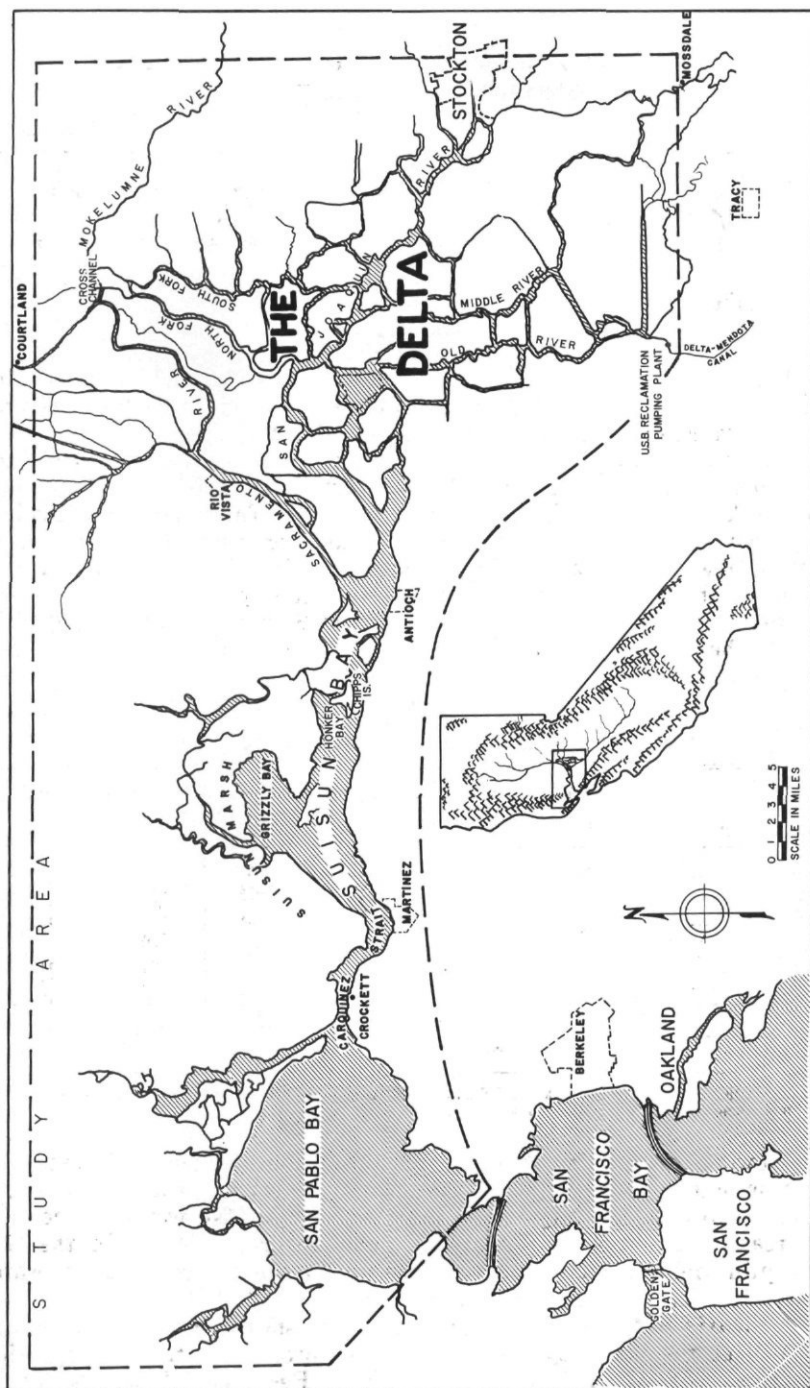 STUDY AREA
COURTLAND
CROSS
CHANNEL
MOKELUMNE RIVER
SOUTH FORK
NORTH FORK
RIVER
RIO
VISTA
SACRAMENTO
THE
DELTA
SAN
JOAQUIN
RIVER
STOCKTON
MIDDLE RIVER
OLD RIVER
MOSSDALE
TRACY
DELTA-MENDOTA
CANAL
U.S.B. RECLAMATION
PUMPING PLANT
ANTIOCH
SUISUN BAY
CHIPPS
IS.
HONKER
BAY
GRIZZLY BAY
SUISUN MARSH
MARTINEZ
CARQUINEZ STRAIT
CROCKETT
SAN PABLO BAY
BERKELEY
OAKLAND
SAN
FRANCISCO
BAY
GOLDEN
GATE
SAN
FRANCISCO
N
0 1 2 3 4 5
SCALE IN MILES